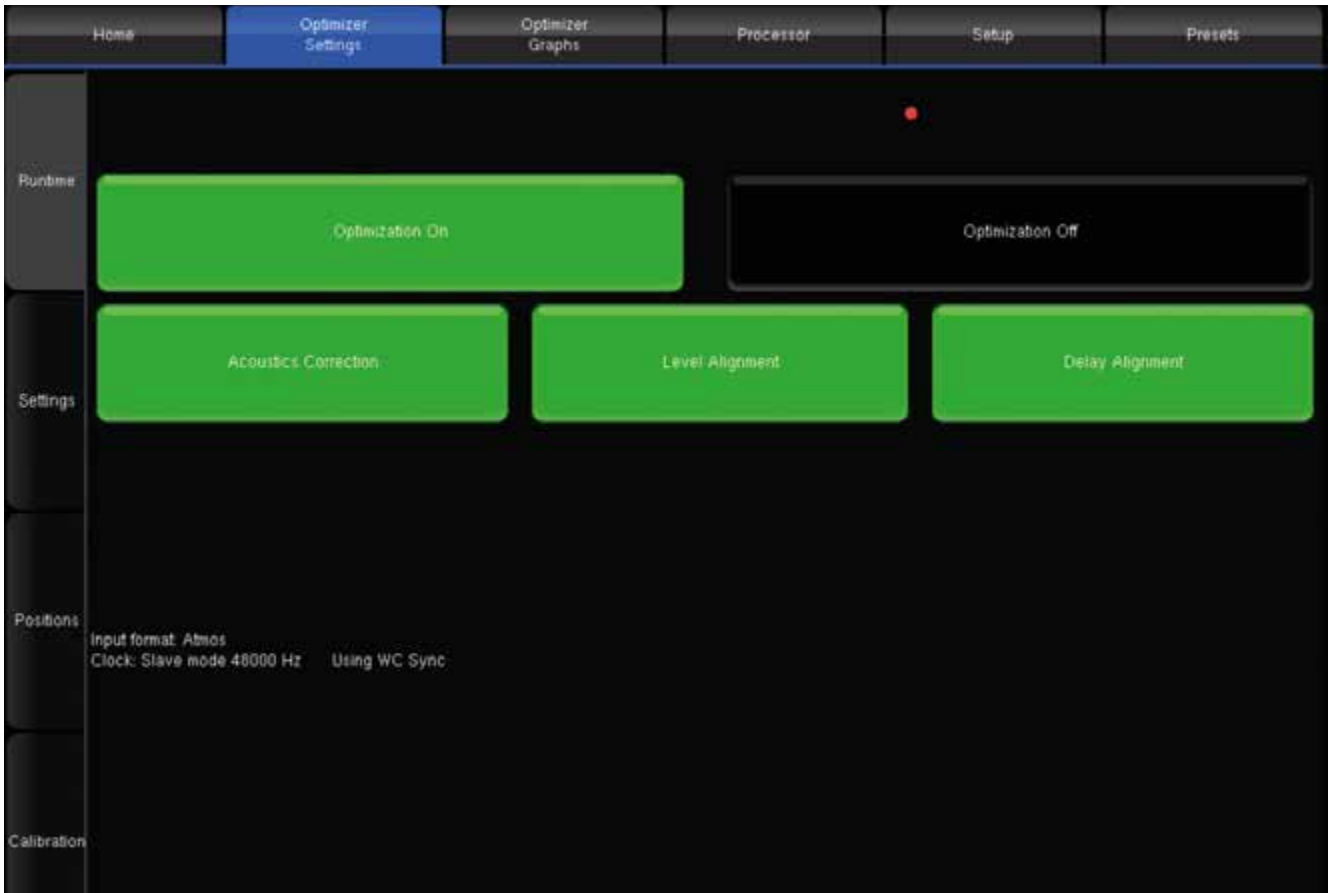 Home
Optimizer
Settings
Optimizer
Graphs
Processor
Setup
Presets
Runtime
Optimization On
Optimization Off
Settings
Acoustics Correction
Level Alignment
Delay Alignment
Positions
Input format: Atmos
Clock: Slave mode 48000 Hz Using WC Sync
Calibration